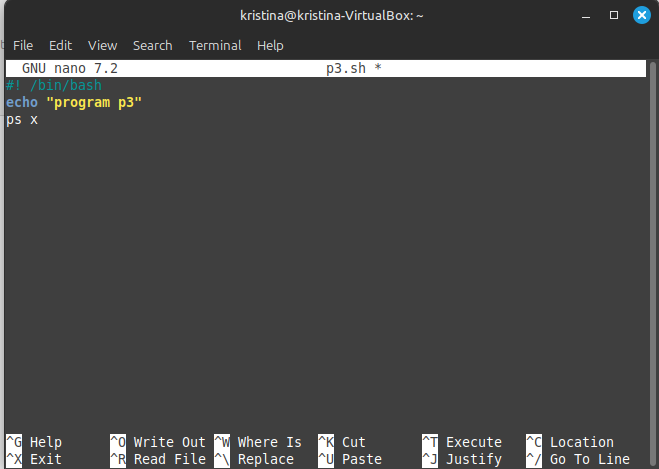 kristina@kristina-VirtualBox: ~
File Edit View Search Terminal Help
GNU nano 7.2 p3.sh *
#! /bin/bash
echo "program p3"
ps x
^G Help ^O Write Out ^W Where Is ^K Cut ^T Execute ^C Location
^X Exit ^R Read File ^\ Replace ^U Paste ^J Justify ^/ Go To Line